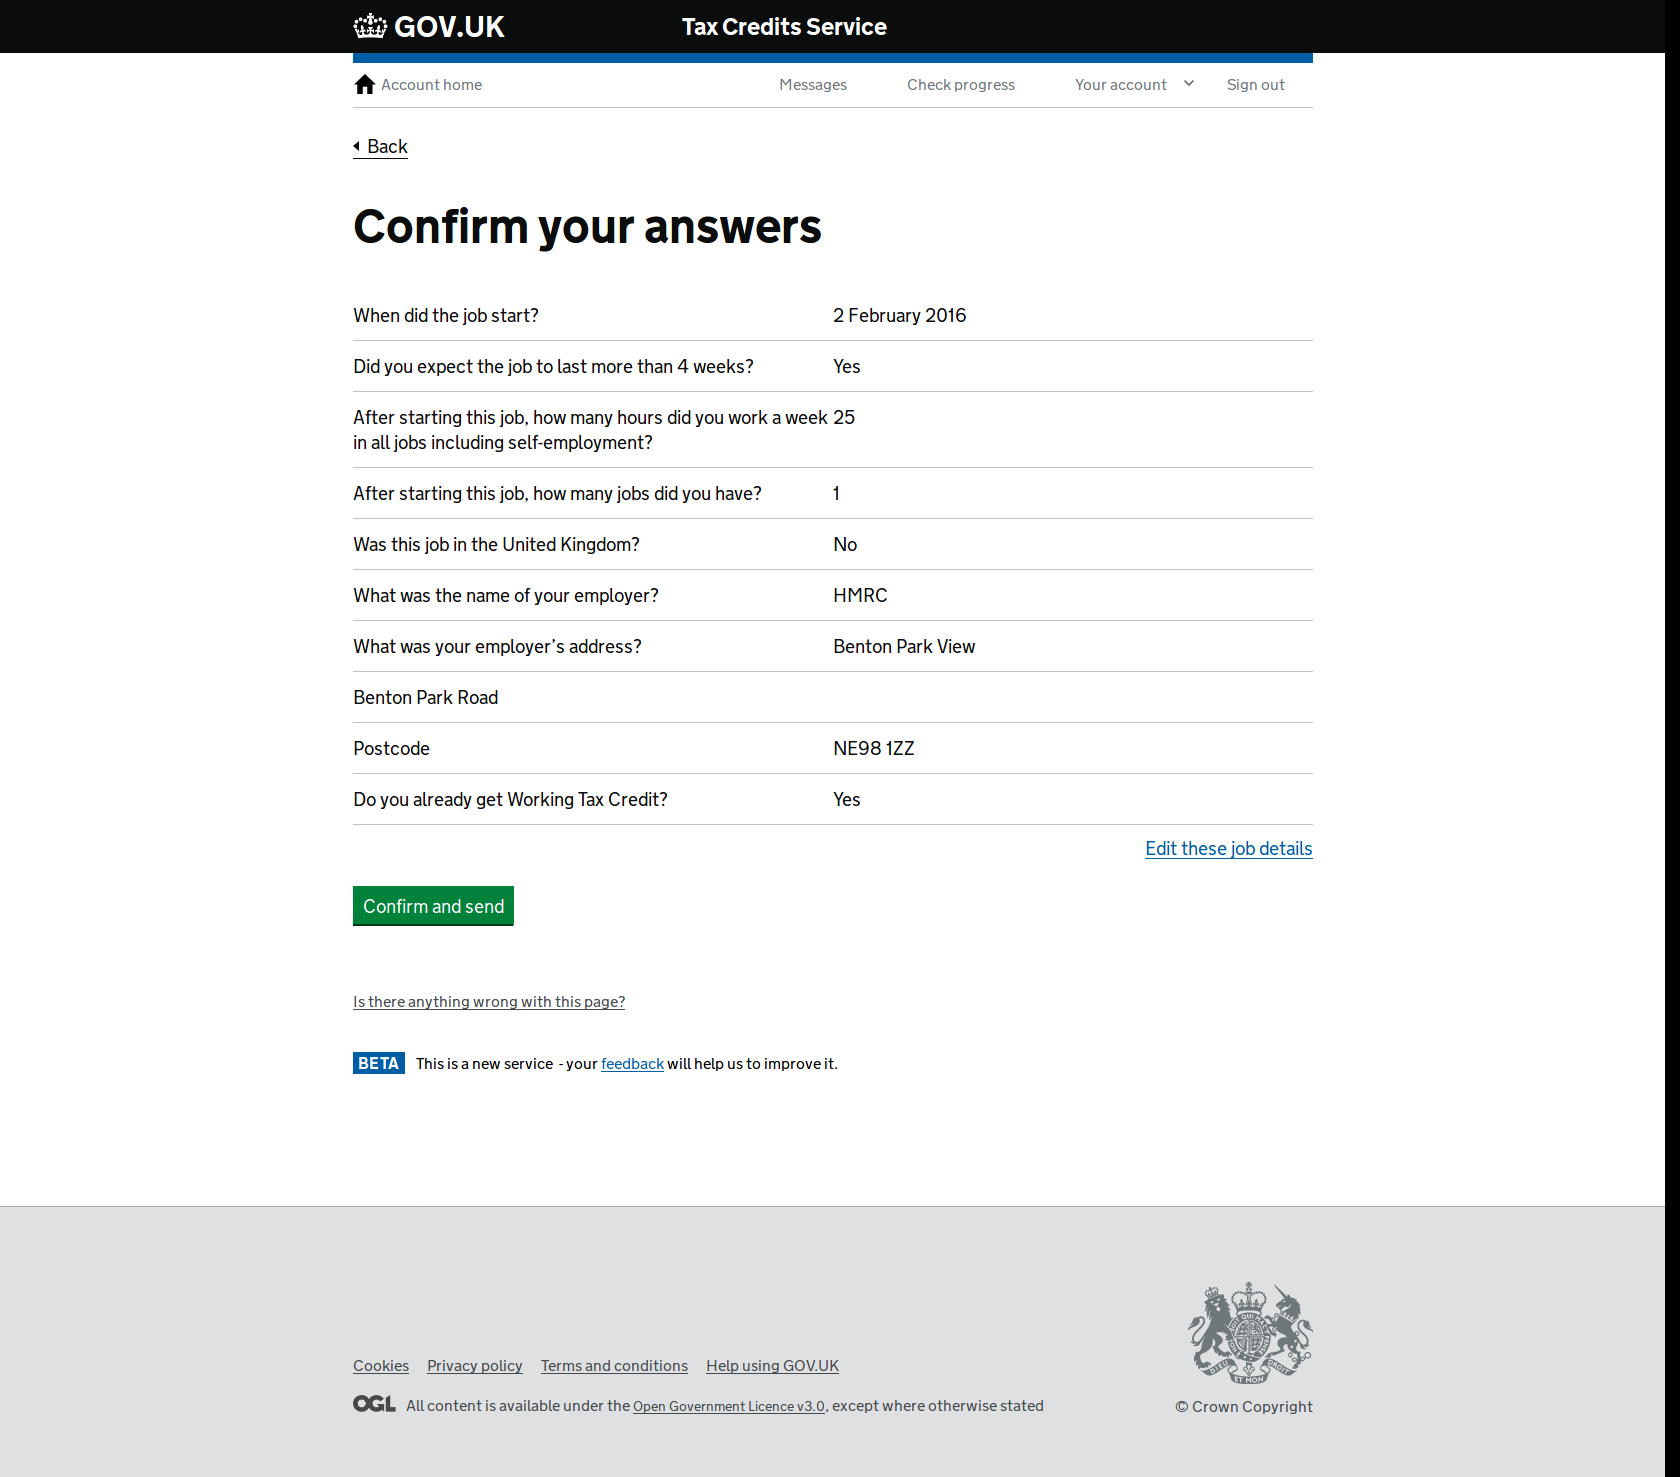 GOV.UK Tax Credits Service
Account home Messages Check progress Your account Sign out
Back
Confirm your answers
When did the job start? 2 February 2016
Did you expect the job to last more than 4 weeks? Yes
After starting this job, how many hours did you work a week 25
in all jobs including self-employment?
After starting this job, how many jobs did you have? 1
Was this job in the United Kingdom? No
What was the name of your employer? HMRC
What was your employer’s address? Benton Park View
Benton Park Road
Postcode NE98 1ZZ
Do you already get Working Tax Credit? Yes
Edit these job details
Confirm and send
Is there anything wrong with this page?
BETA This is a new service - your feedback will help us to improve it.
Cookies Privacy policy Terms and conditions Help using GOV.UK
OGL All content is available under the Open Government Licence v3.0, except where otherwise stated
DIEU ET MON DROIT
© Crown Copyright